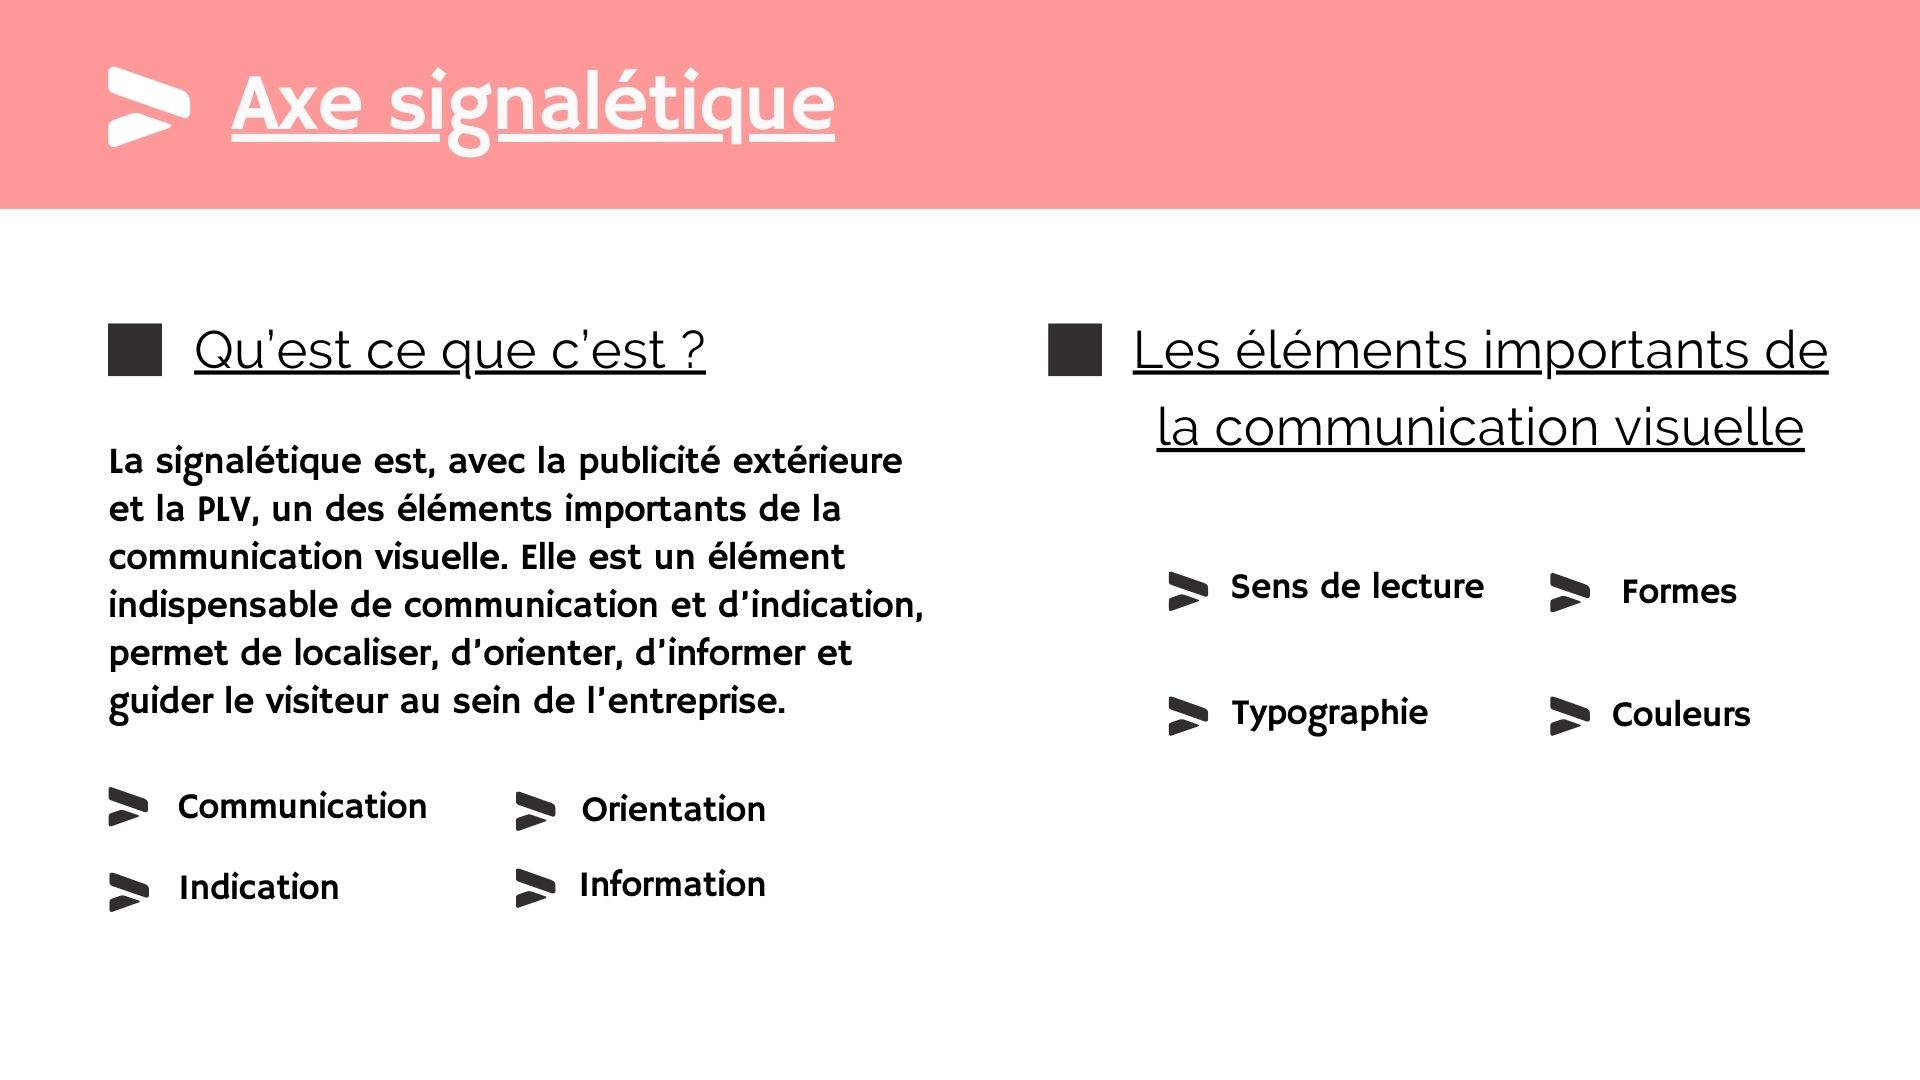 Axe signalétique
Qu’est ce que c’est ?
La signalétique est, avec la publicité extérieure
et la PLV, un des éléments importants de la
communication visuelle. Elle est un élément
indispensable de communication et d’indication,
permet de localiser, d’orienter, d’informer et
guider le visiteur au sein de l’entreprise.
Communication
Orientation
Indication
Information
Les éléments importants de
la communication visuelle
Sens de lecture
Formes
Typographie
Couleurs